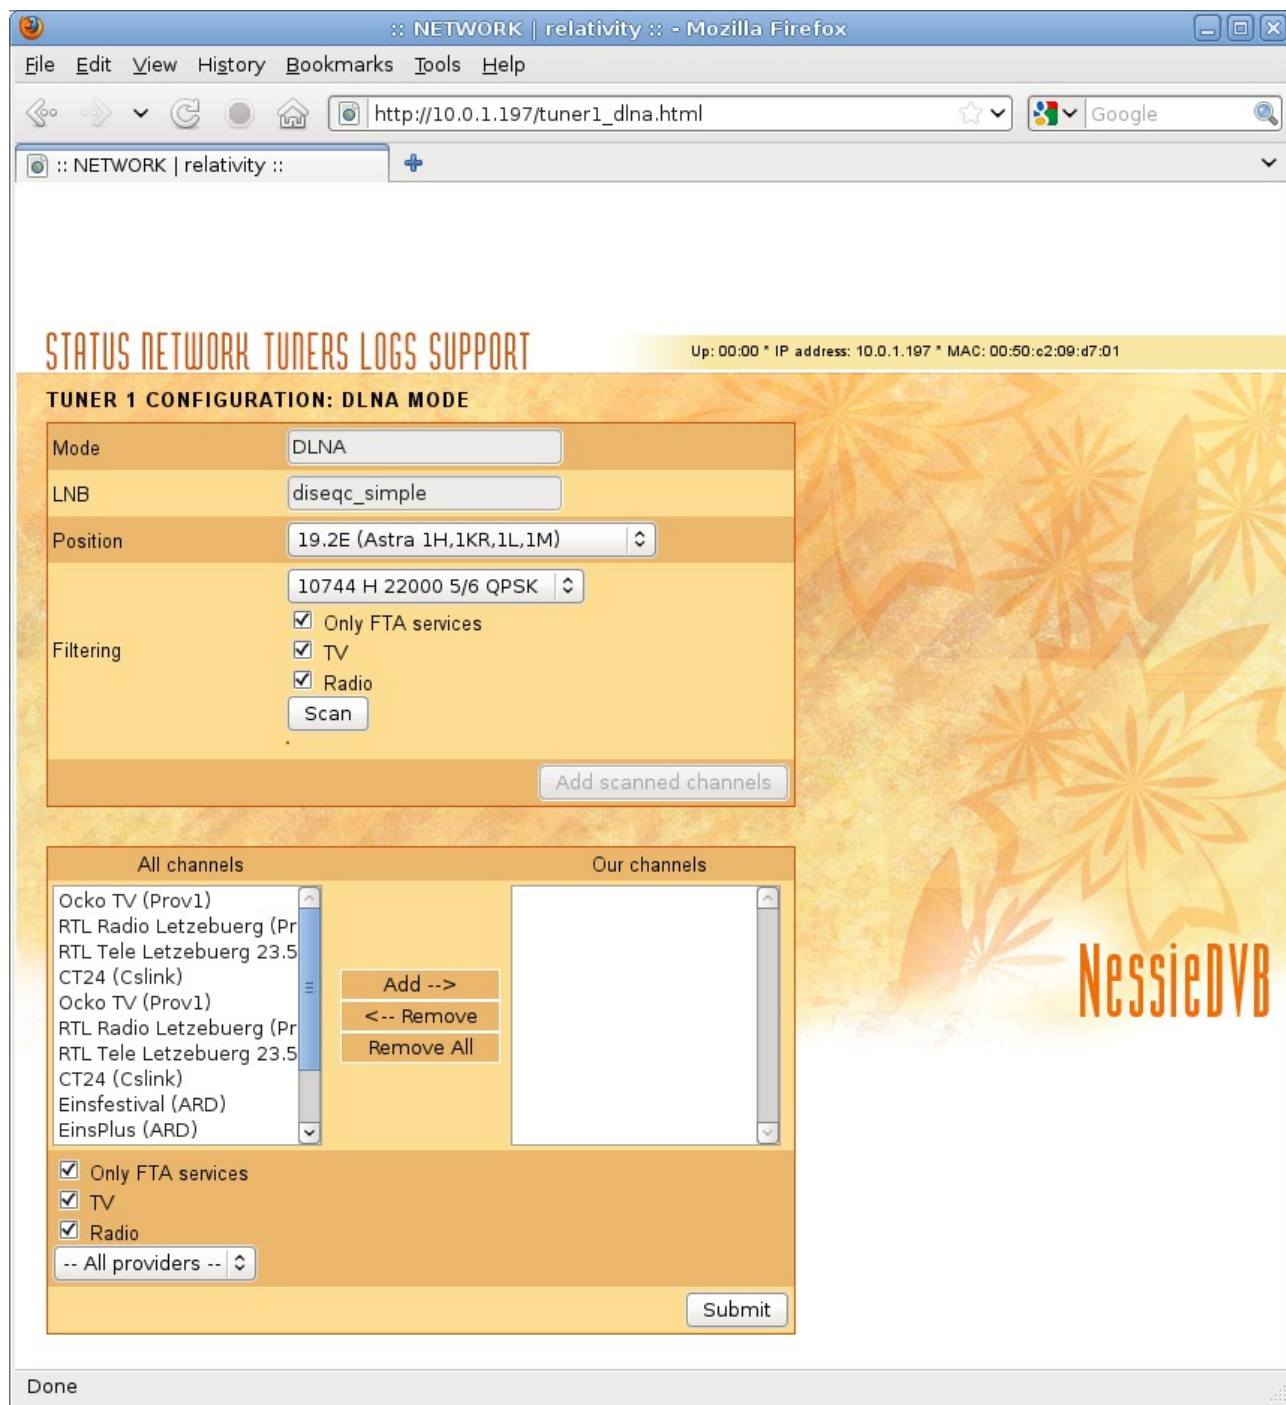 :: NETWORK | relativity :: - Mozilla Firefox
File Edit View History Bookmarks Tools Help
http://10.0.1.197/tuner1_dlna.html
Google
:: NETWORK | relativity ::
STATUS NETWORK TUNERS LOGS SUPPORT
Up: 00:00 * IP address: 10.0.1.197 * MAC: 00:50:c2:09:d7:01
TUNER 1 CONFIGURATION: DLNA MODE
Mode DLNA
LNB diseqc_simple
Position 19.2E (Astra 1H,1KR,1L,1M)
10744 H 22000 5/6 QPSK
Only FTA services
Filtering TV
Radio
Scan
Add scanned channels
All channels Our channels
Ocko TV (Prov1)
RTL Radio Letzebuerg (Pr
RTL Tele Letzebuerg 23.5
CT24 (Cslink)
Ocko TV (Prov1)
RTL Radio Letzebuerg (Pr
RTL Tele Letzebuerg 23.5
CT24 (Cslink)
Einsfestival (ARD)
EinsPlus (ARD)
Add -->
<-- Remove
Remove All
NessieDVB
Only FTA services
TV
Radio
-- All providers --
Submit
Done